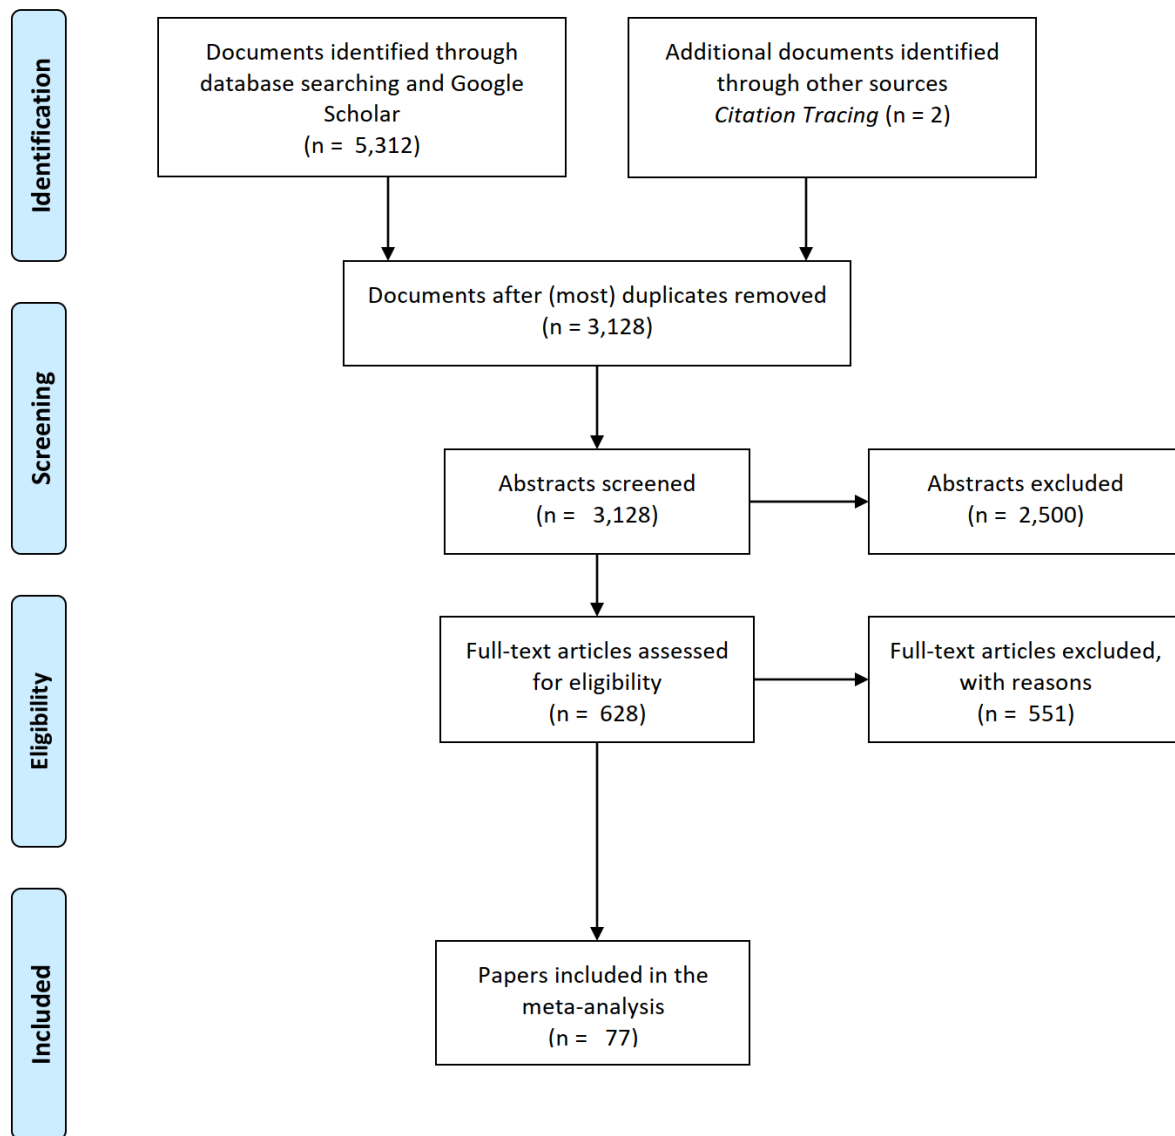 Identification
Documents identified through
database searching and Google
Scholar
(n =  5,312)
Additional documents identified
through other sources
Citation Tracing (n = 2)
Documents after (most) duplicates removed
(n = 3,128)
Screening
Abstracts screened
(n =   3,128)
Abstracts excluded
(n =  2,500)
Eligibility
Full-text articles assessed
for eligibility
(n =  628)
Full-text articles excluded,
with reasons
(n =  551)
Included
Papers included in the
meta-analysis
(n =   77)